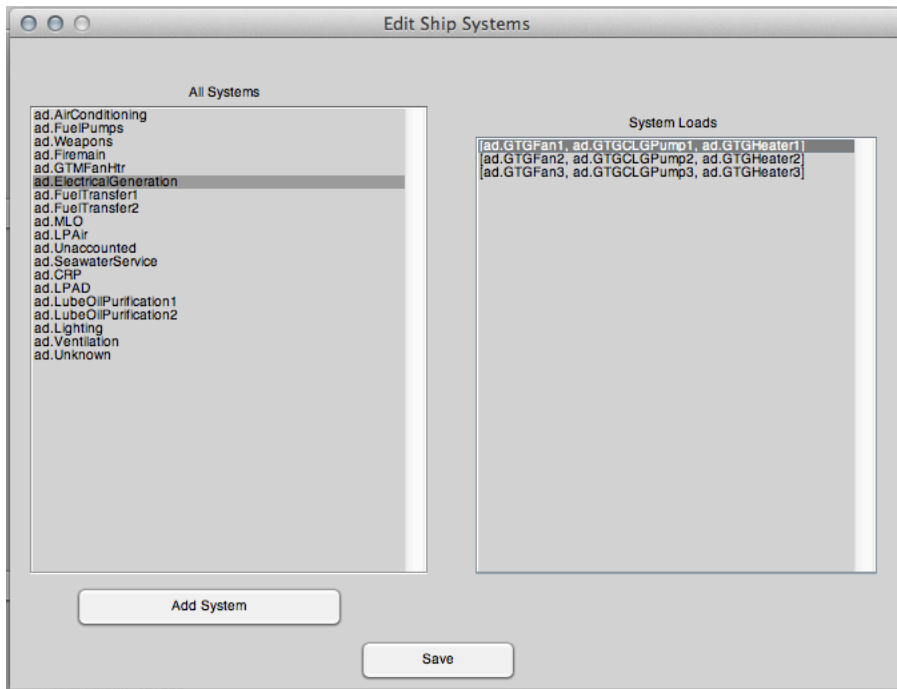 Edit Ship Systems
All Systems
ad.AirConditioning
ad.FuelPumps
ad.Weapons
ad.Firemain
ad.GTMFanHtr
ad.ElectricalGeneration
ad.FuelTransfer1
ad.FuelTransfer2
ad.MLO
ad.LPAir
ad.Unaccounted
ad.SeawaterService
ad.CRP
ad.LPAD
ad.LubeOilPurification1
ad.LubeOilPurification2
ad.Lighting
ad.Ventilation
ad.Unknown
System Loads
[ad.GTGFan1, ad.GTGCLGPump1, ad.GTGHeater1]
[ad.GTGFan2, ad.GTGCLGPump2, ad.GTGHeater2]
[ad.GTGFan3, ad.GTGCLGPump3, ad.GTGHeater3]
Add System
Save